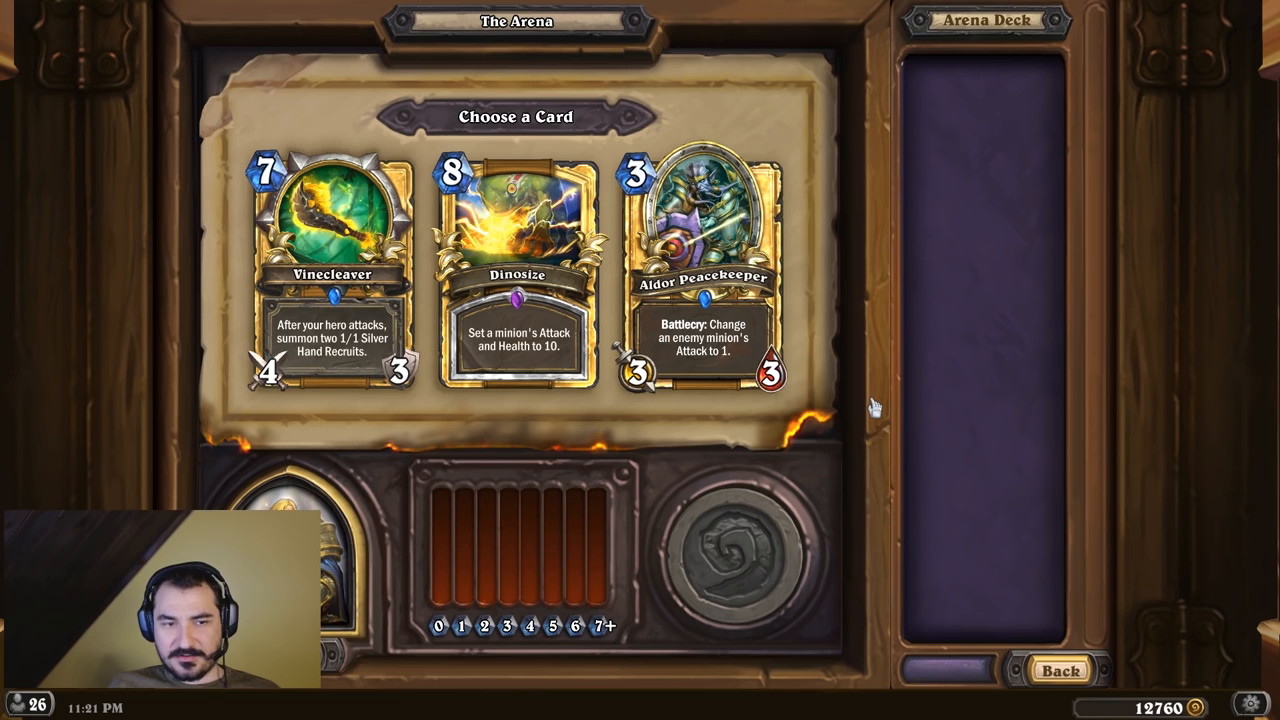 The Arena
Arena Deck
Choose a Card
7
Vinecleaver
After your hero attacks,
summon two 1/1 Silver
Hand Recruits.
4
3
8
Dinosize
Set a minion's Attack
and Health to 10.
3
Aldor Peacekeeper
Battlecry: Change
an enemy minion's
Attack to 1.
3
3
0 1 2 3 4 5 6 7+
Back
26
11:21 PM
12760